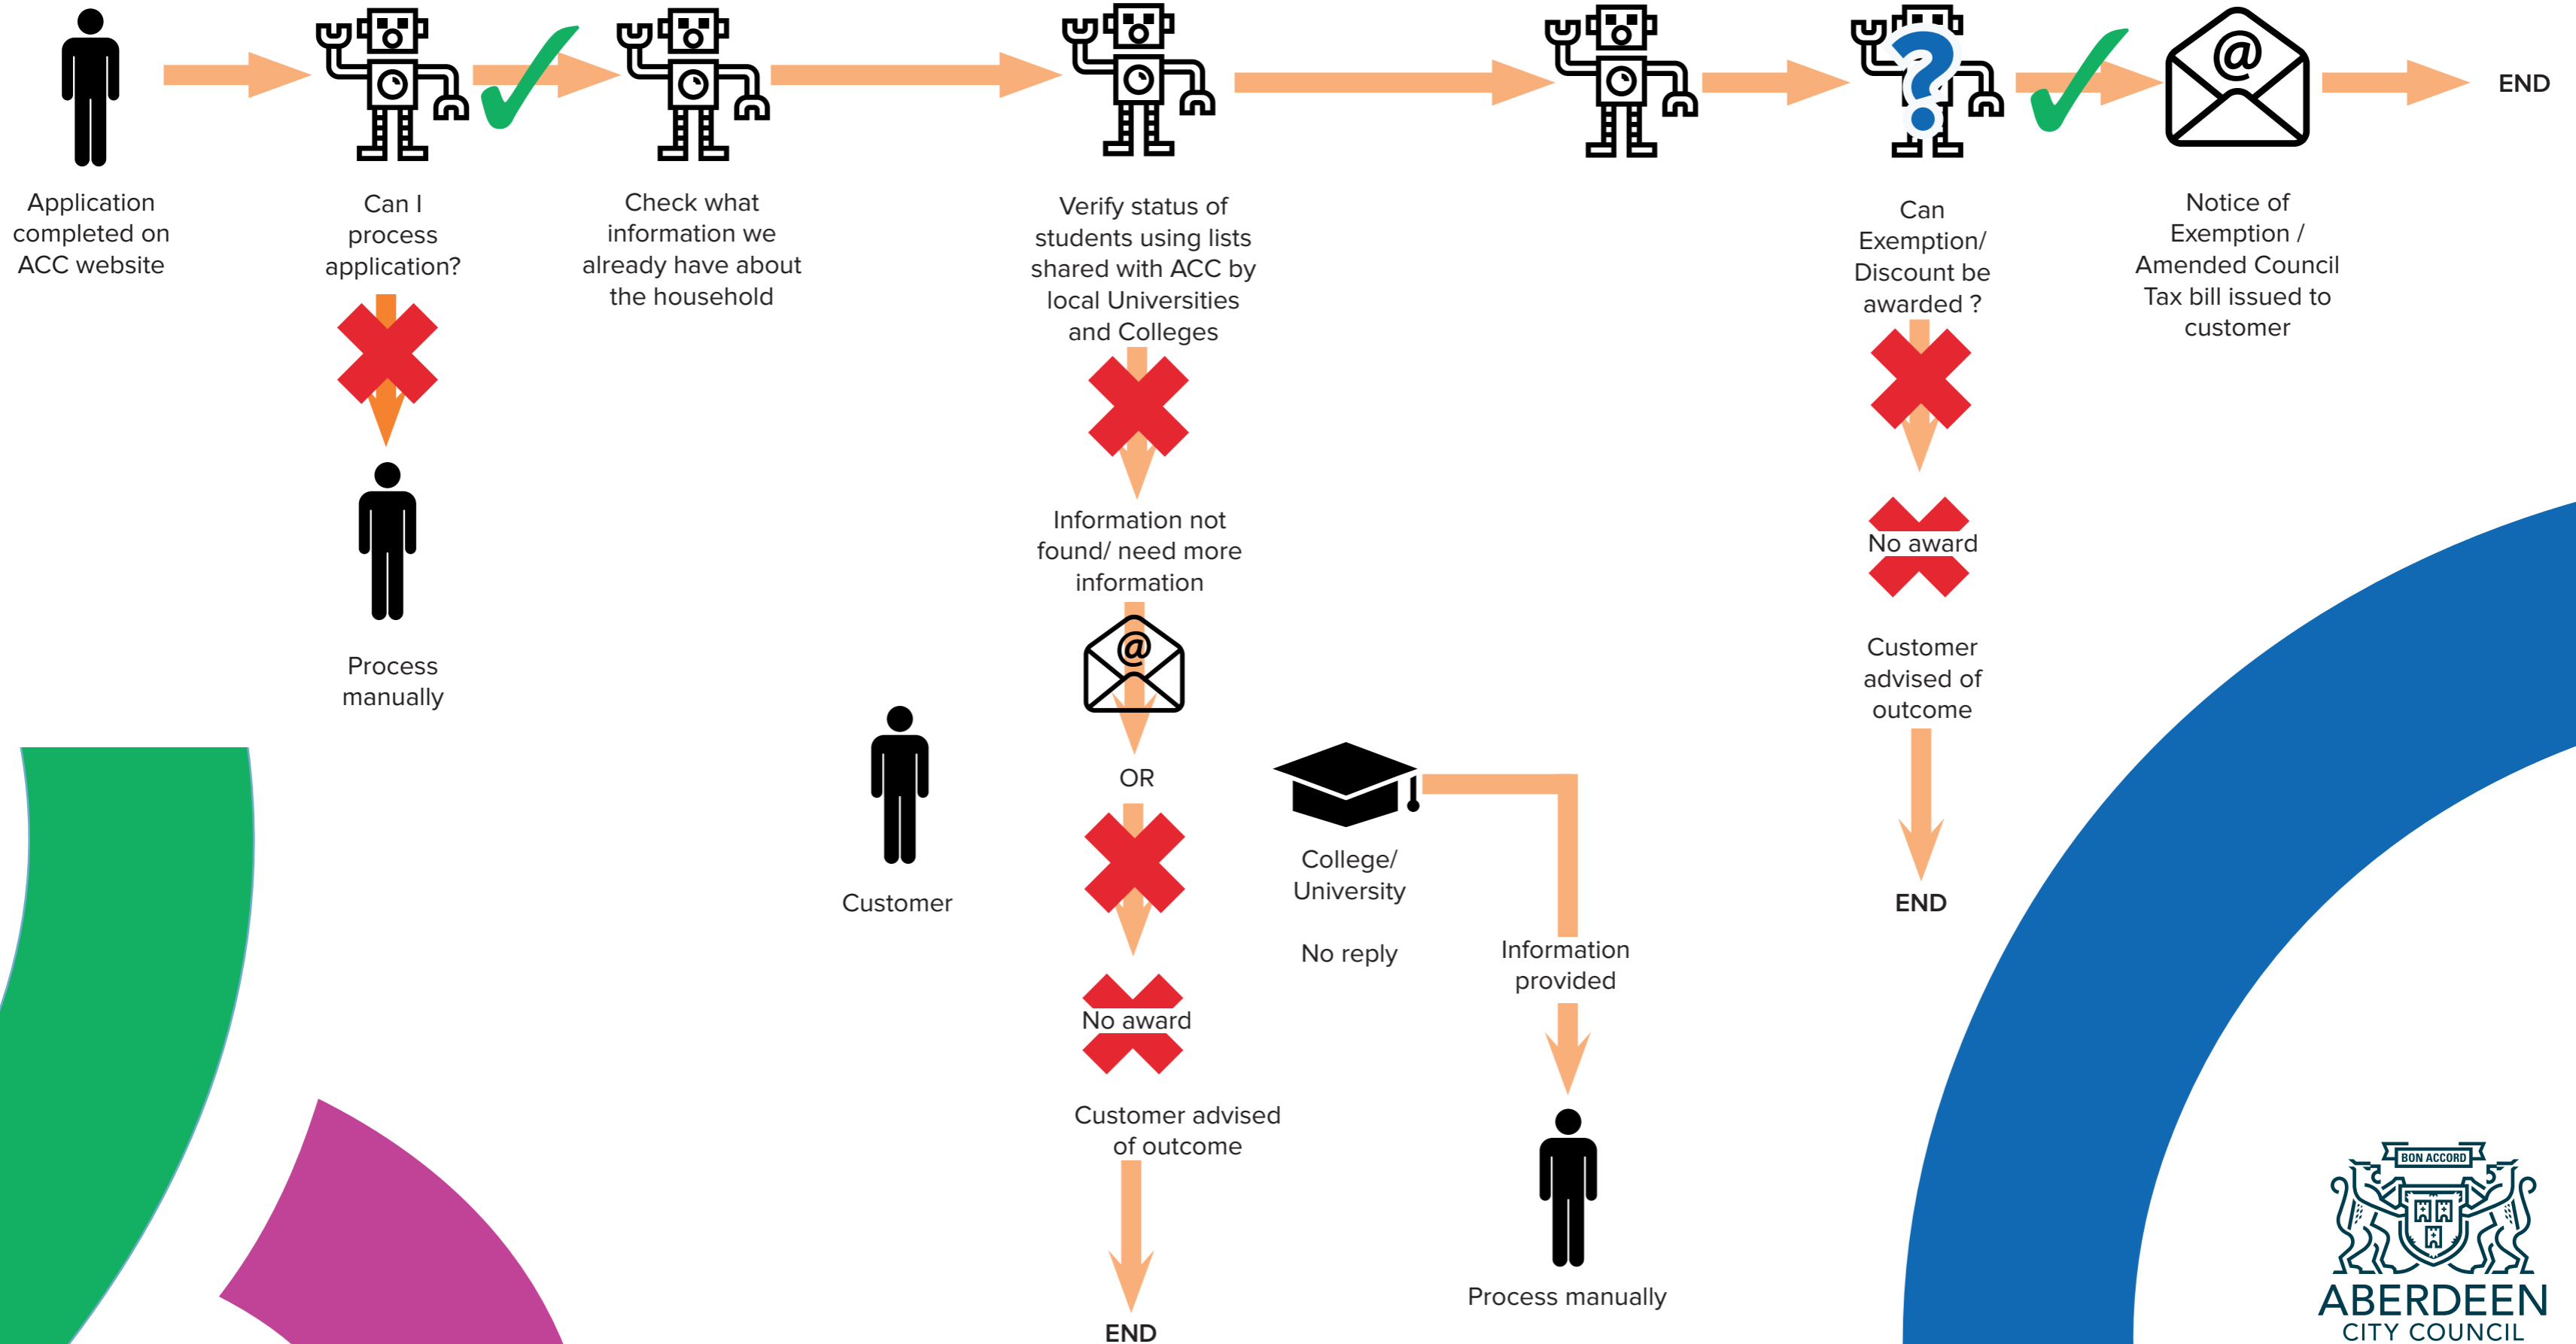 Application
completed on
ACC website
Can I
process
application?
Process
manually
Check what
information we
already have about
the household
Verify status of
students using lists
shared with ACC by
local Universities
and Colleges
Information not
found/ need more
information
@
Customer
OR
No award
Customer advised
of outcome
END
College/
University
No reply
Information
provided
Process manually
?
Can
Exemption/
Discount be
awarded ?
No award
Customer
advised of
outcome
END
@
Notice of
Exemption /
Amended Council
Tax bill issued to
customer
END
BON ACCORD
ABERDEEN
CITY COUNCIL